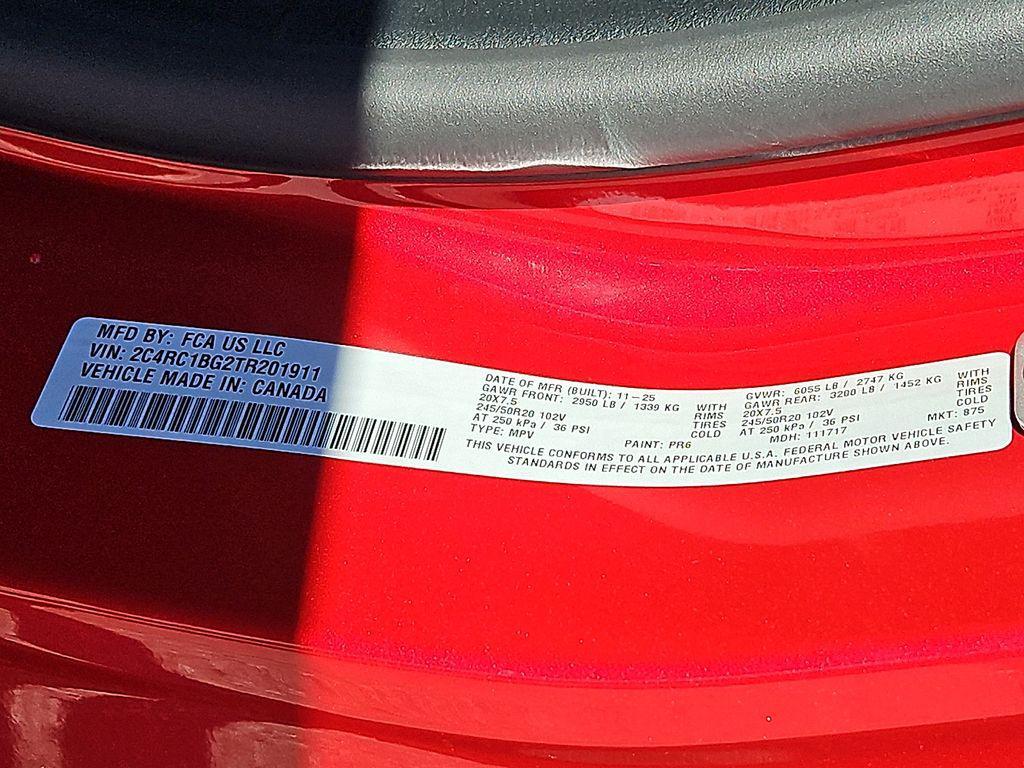 MFD BY: FCA US LLC
VIN: 2C4RC1BG2TR201911
VEHICLE MADE IN: CANADA
DATE OF MFR (BUILT): 11-25
GAWR FRONT: 2950 LB / 1339 KG WITH
20X7.5 RIMS
245/50R20 102V TIRES
AT 250 kPa / 36 PSI COLD
TYPE: MPV PAINT: PR6
GVWR: 6055 LB / 2747 KG
GAWR REAR: 3200 LB / 1452 KG WITH
20X7.5 RIMS
245/50R20 102V TIRES
AT 250 kPa / 36 PSI COLD
MDH: 111717 MKT: 875
THIS VEHICLE CONFORMS TO ALL APPLICABLE U.S.A. FEDERAL MOTOR VEHICLE SAFETY
STANDARDS IN EFFECT ON THE DATE OF MANUFACTURE SHOWN ABOVE.